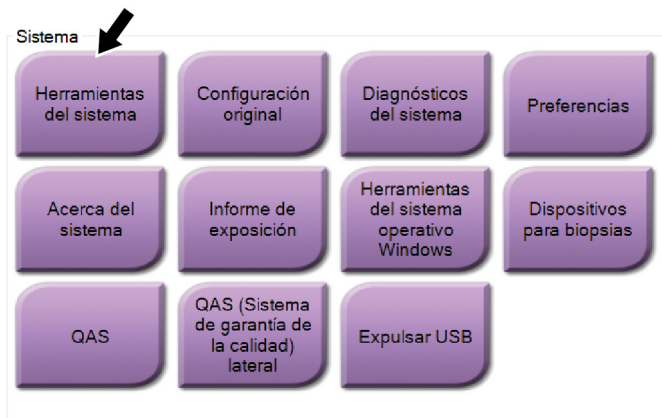 Sistema
Herramientas
del sistema
Configuración
original
Diagnósticos
del sistema
Preferencias
Acerca del
sistema
Informe de
exposición
Herramientas
del sistema
operativo
Windows
Dispositivos
para biopsias
QAS
QAS (Sistema
de garantía de
la calidad)
lateral
Expulsar USB